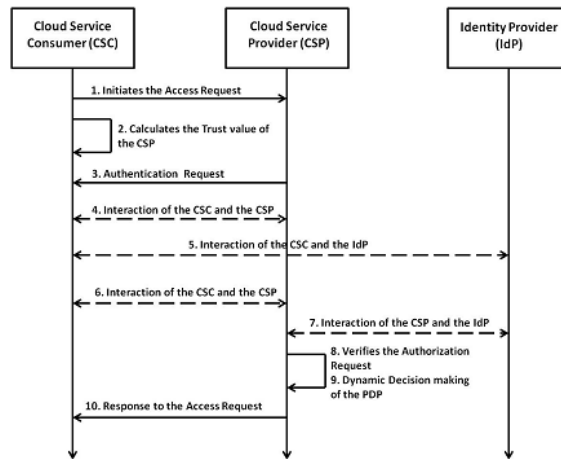 Cloud Service
Consumer (CSC)
Cloud Service
Provider (CSP)
Identity Provider
(IdP)
1. Initiates the Access Request
2. Calculates the Trust value of
the CSP
3. Authentication Request
4. Interaction of the CSC and the CSP
5. Interaction of the CSC and the IdP
6. Interaction of the CSC and the CSP
7. Interaction of the CSP and the IdP
8. Verifies the Authorization
Request
9. Dynamic Decision making
of the PDP
10. Response to the Access Request